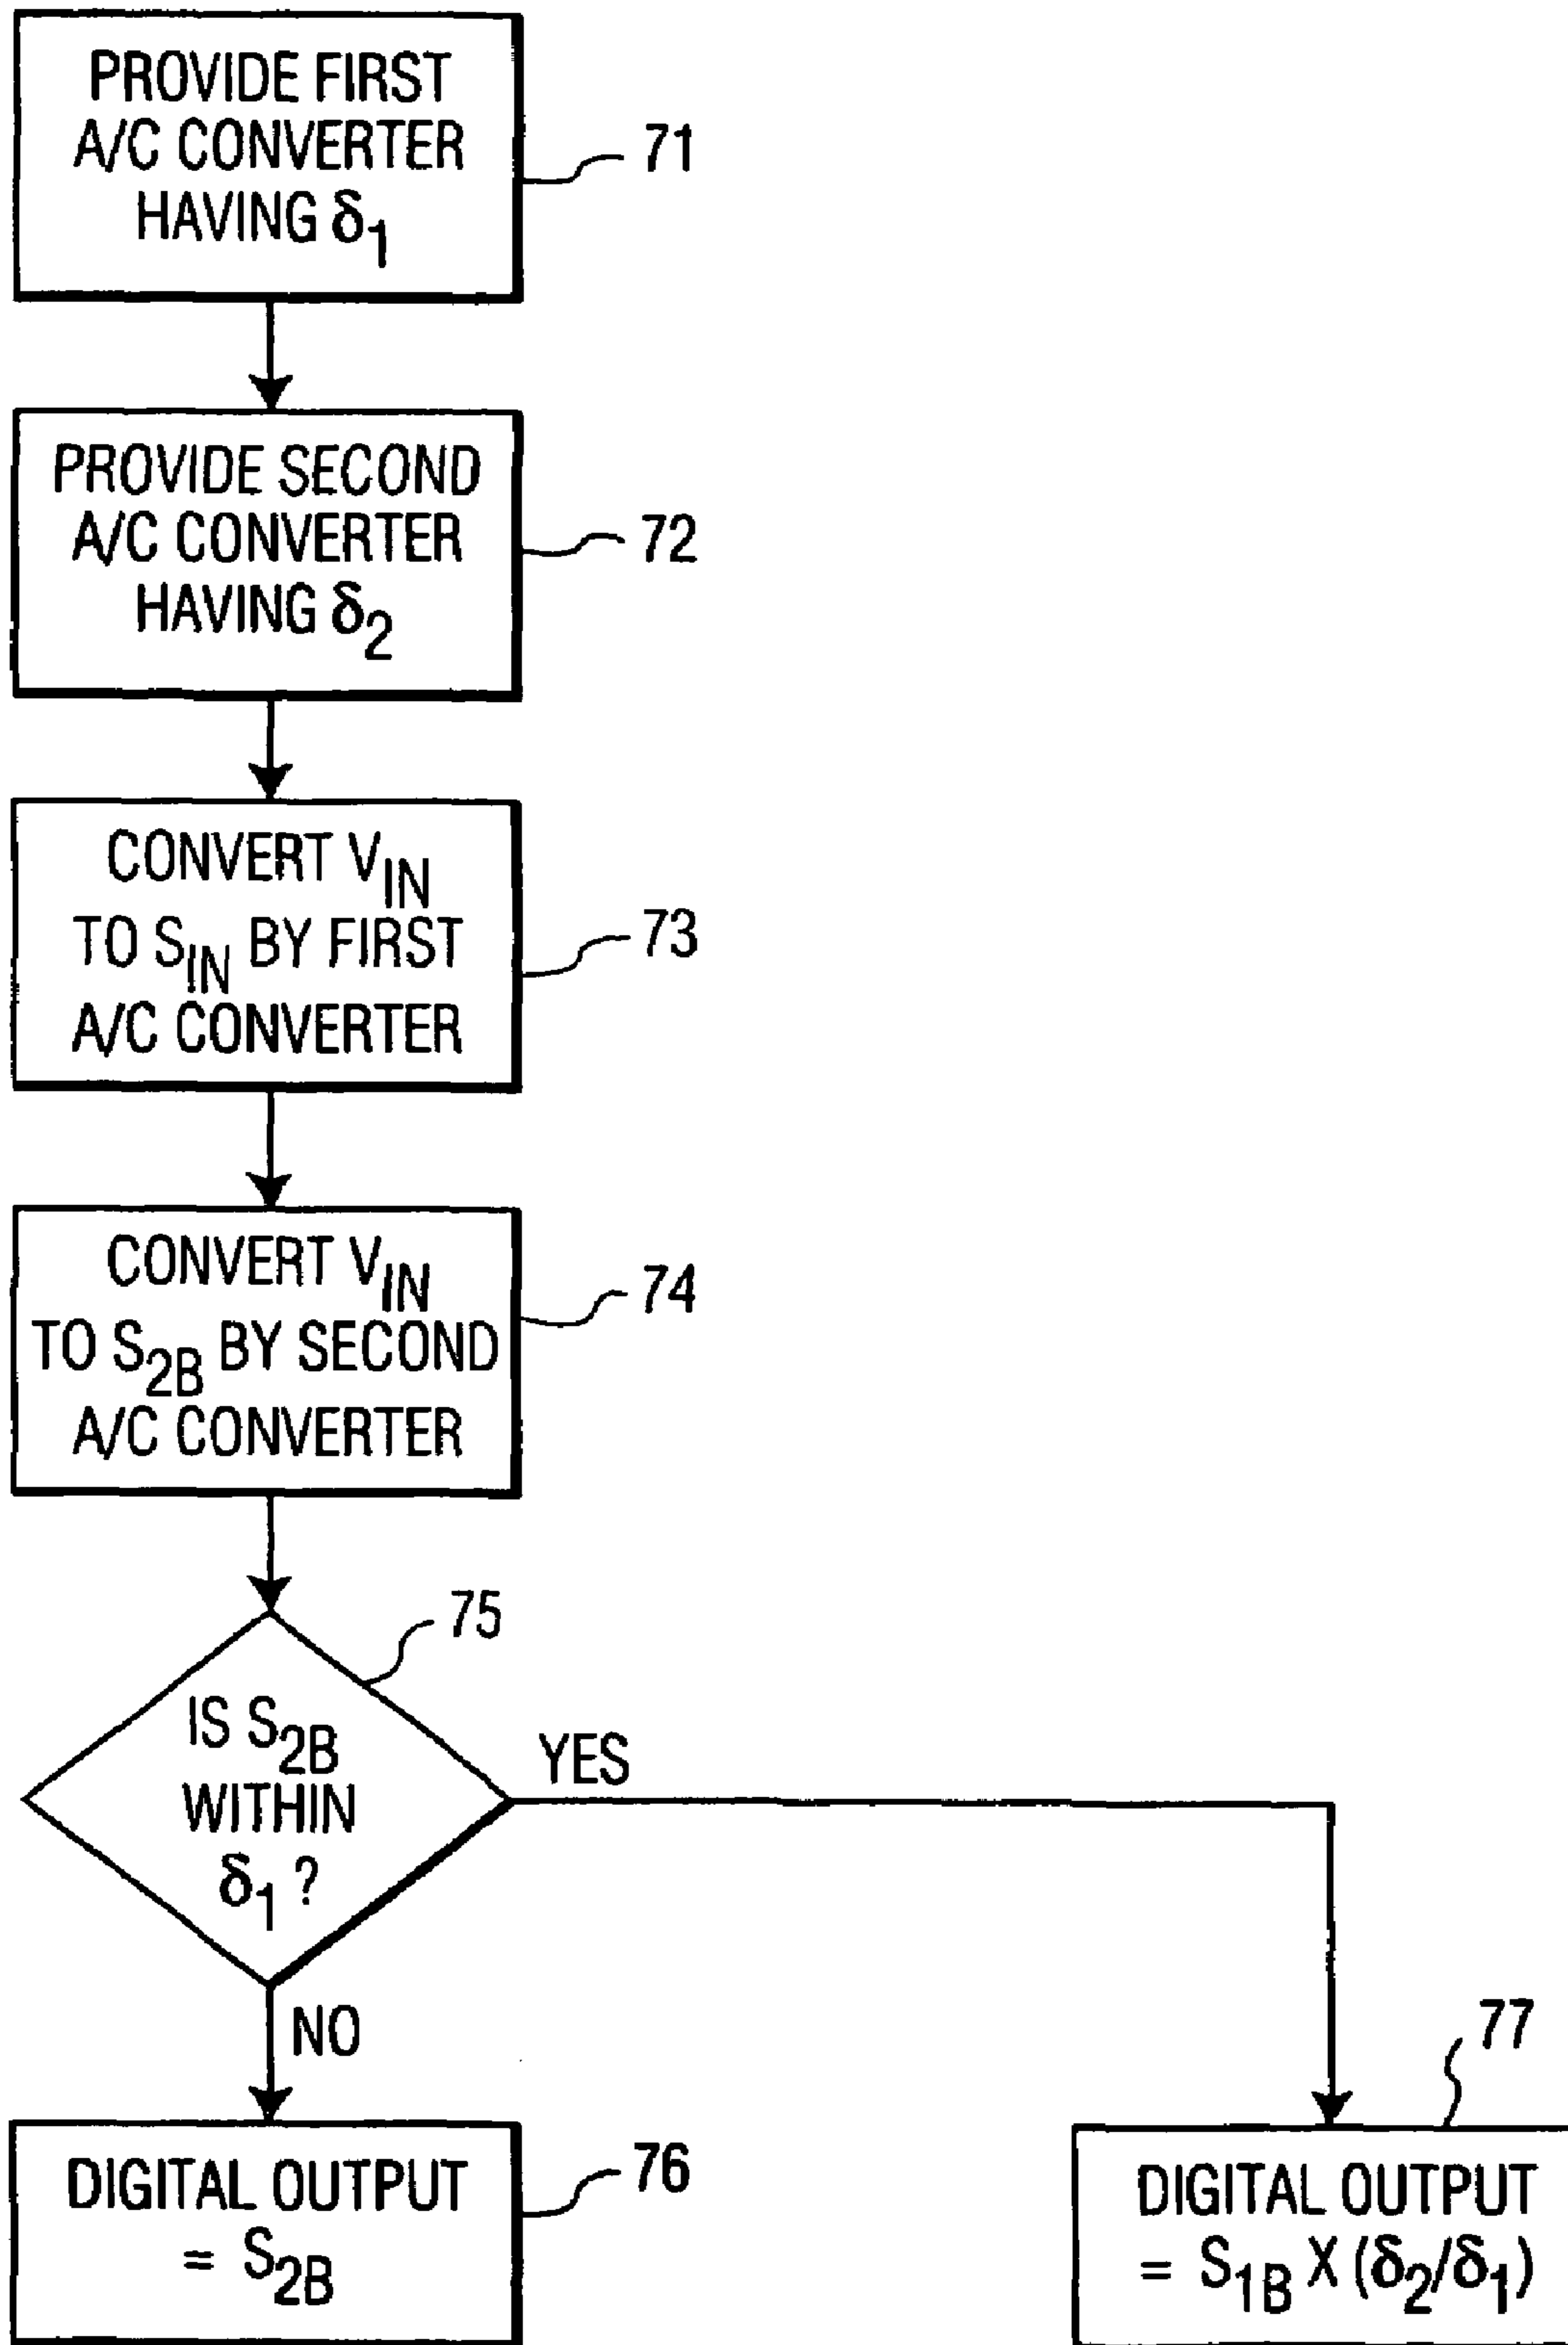 PROVIDE FIRST
A/C CONVERTER
HAVING δ1
71
PROVIDE SECOND
A/C CONVERTER
HAVING δ2
72
CONVERT VIN
TO SIN BY FIRST
A/C CONVERTER
73
CONVERT VIN
TO S2B BY SECOND
A/C CONVERTER
74
75
IS S2B
WITHIN
δ1 ?
YES
NO
DIGITAL OUTPUT
= S2B
76
77
DIGITAL OUTPUT
= S1B X (δ2/δ1)